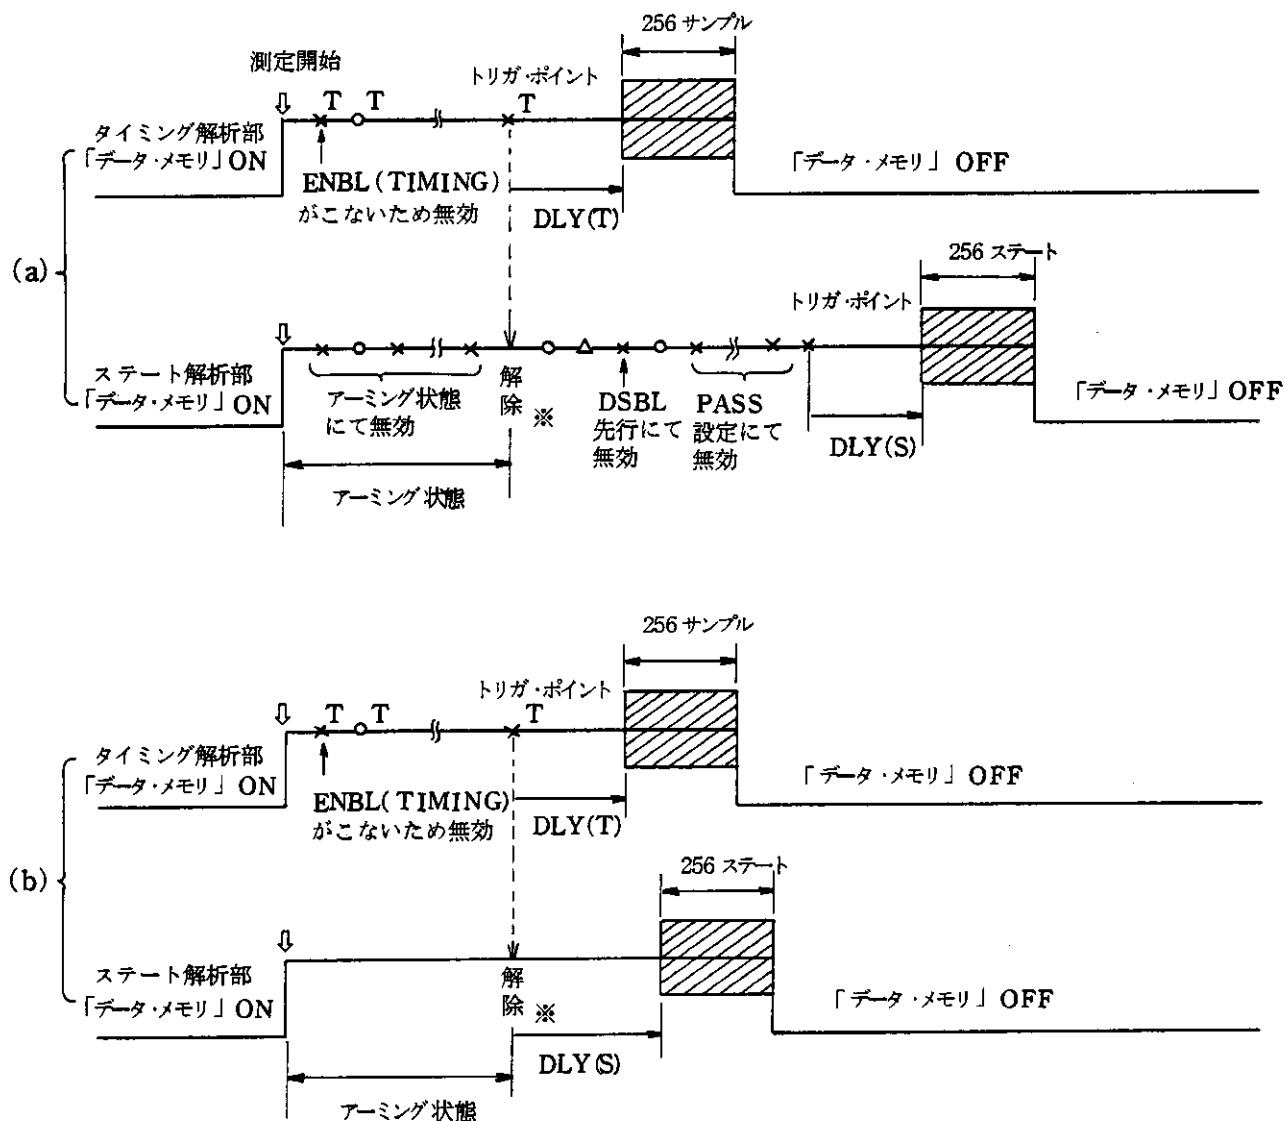 256 サンプル
測定開始
トリガ・ポイント
T T
T
タイミング解析部
「データ・メモリ」ON
ENBL(TIMING)
がこないため無効
DLY(T)
「データ・メモリ」OFF
(a)
256 ステート
トリガ・ポイント
ステート解析部
「データ・メモリ」ON
アーミング状態
にて無効
解
除 ※
DSBL
先行にて
無効
PASS
設定にて
無効
DLY(S)
「データ・メモリ」OFF
アーミング状態
256 サンプル
トリガ・ポイント
T T
T
タイミング解析部
「データ・メモリ」ON
ENBL(TIMING)
がこないため無効
DLY(T)
「データ・メモリ」OFF
(b)
256 ステート
ステート解析部
「データ・メモリ」ON
解
除 ※
DLY(S)
「データ・メモリ」OFF
アーミング状態